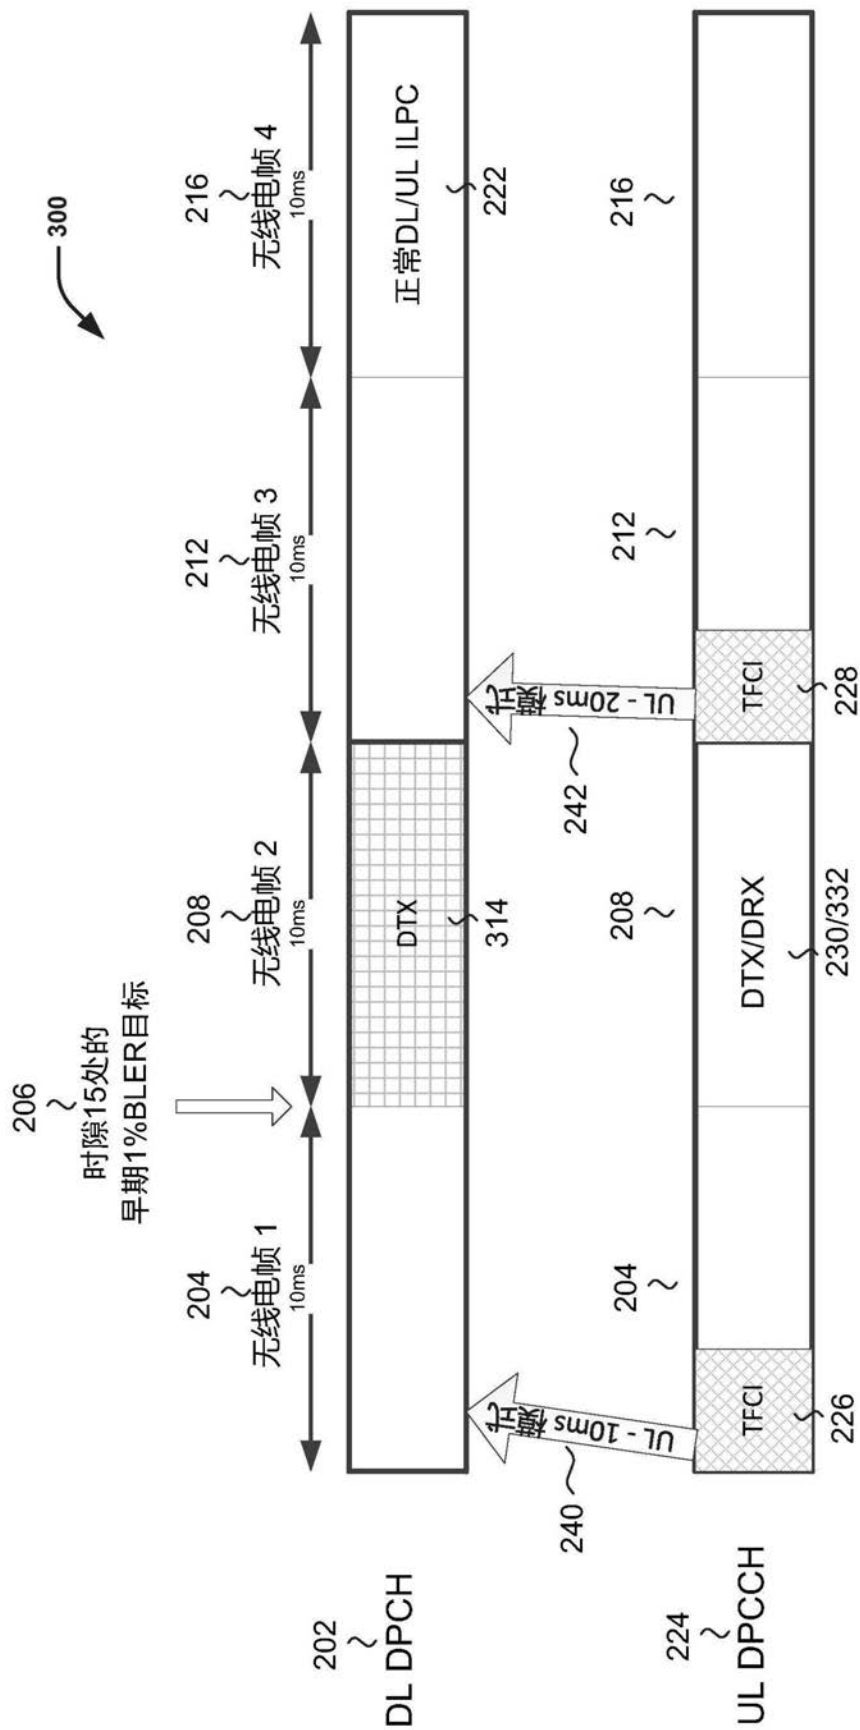 300
206
时隙15处的
早期1%BLER目标
204
无线电帧 1
10ms
208
无线电帧 2
10ms
212
无线电帧 3
10ms
216
无线电帧 4
10ms
202
DL DPCH
DTX
314
正常DL/UL ILPC
222
240
UL - 10ms 模式
242
UL - 20ms 模式
204
208
212
216
224
UL DPCCH
TFCI
226
DTX/DRX
230/332
TFCI
228